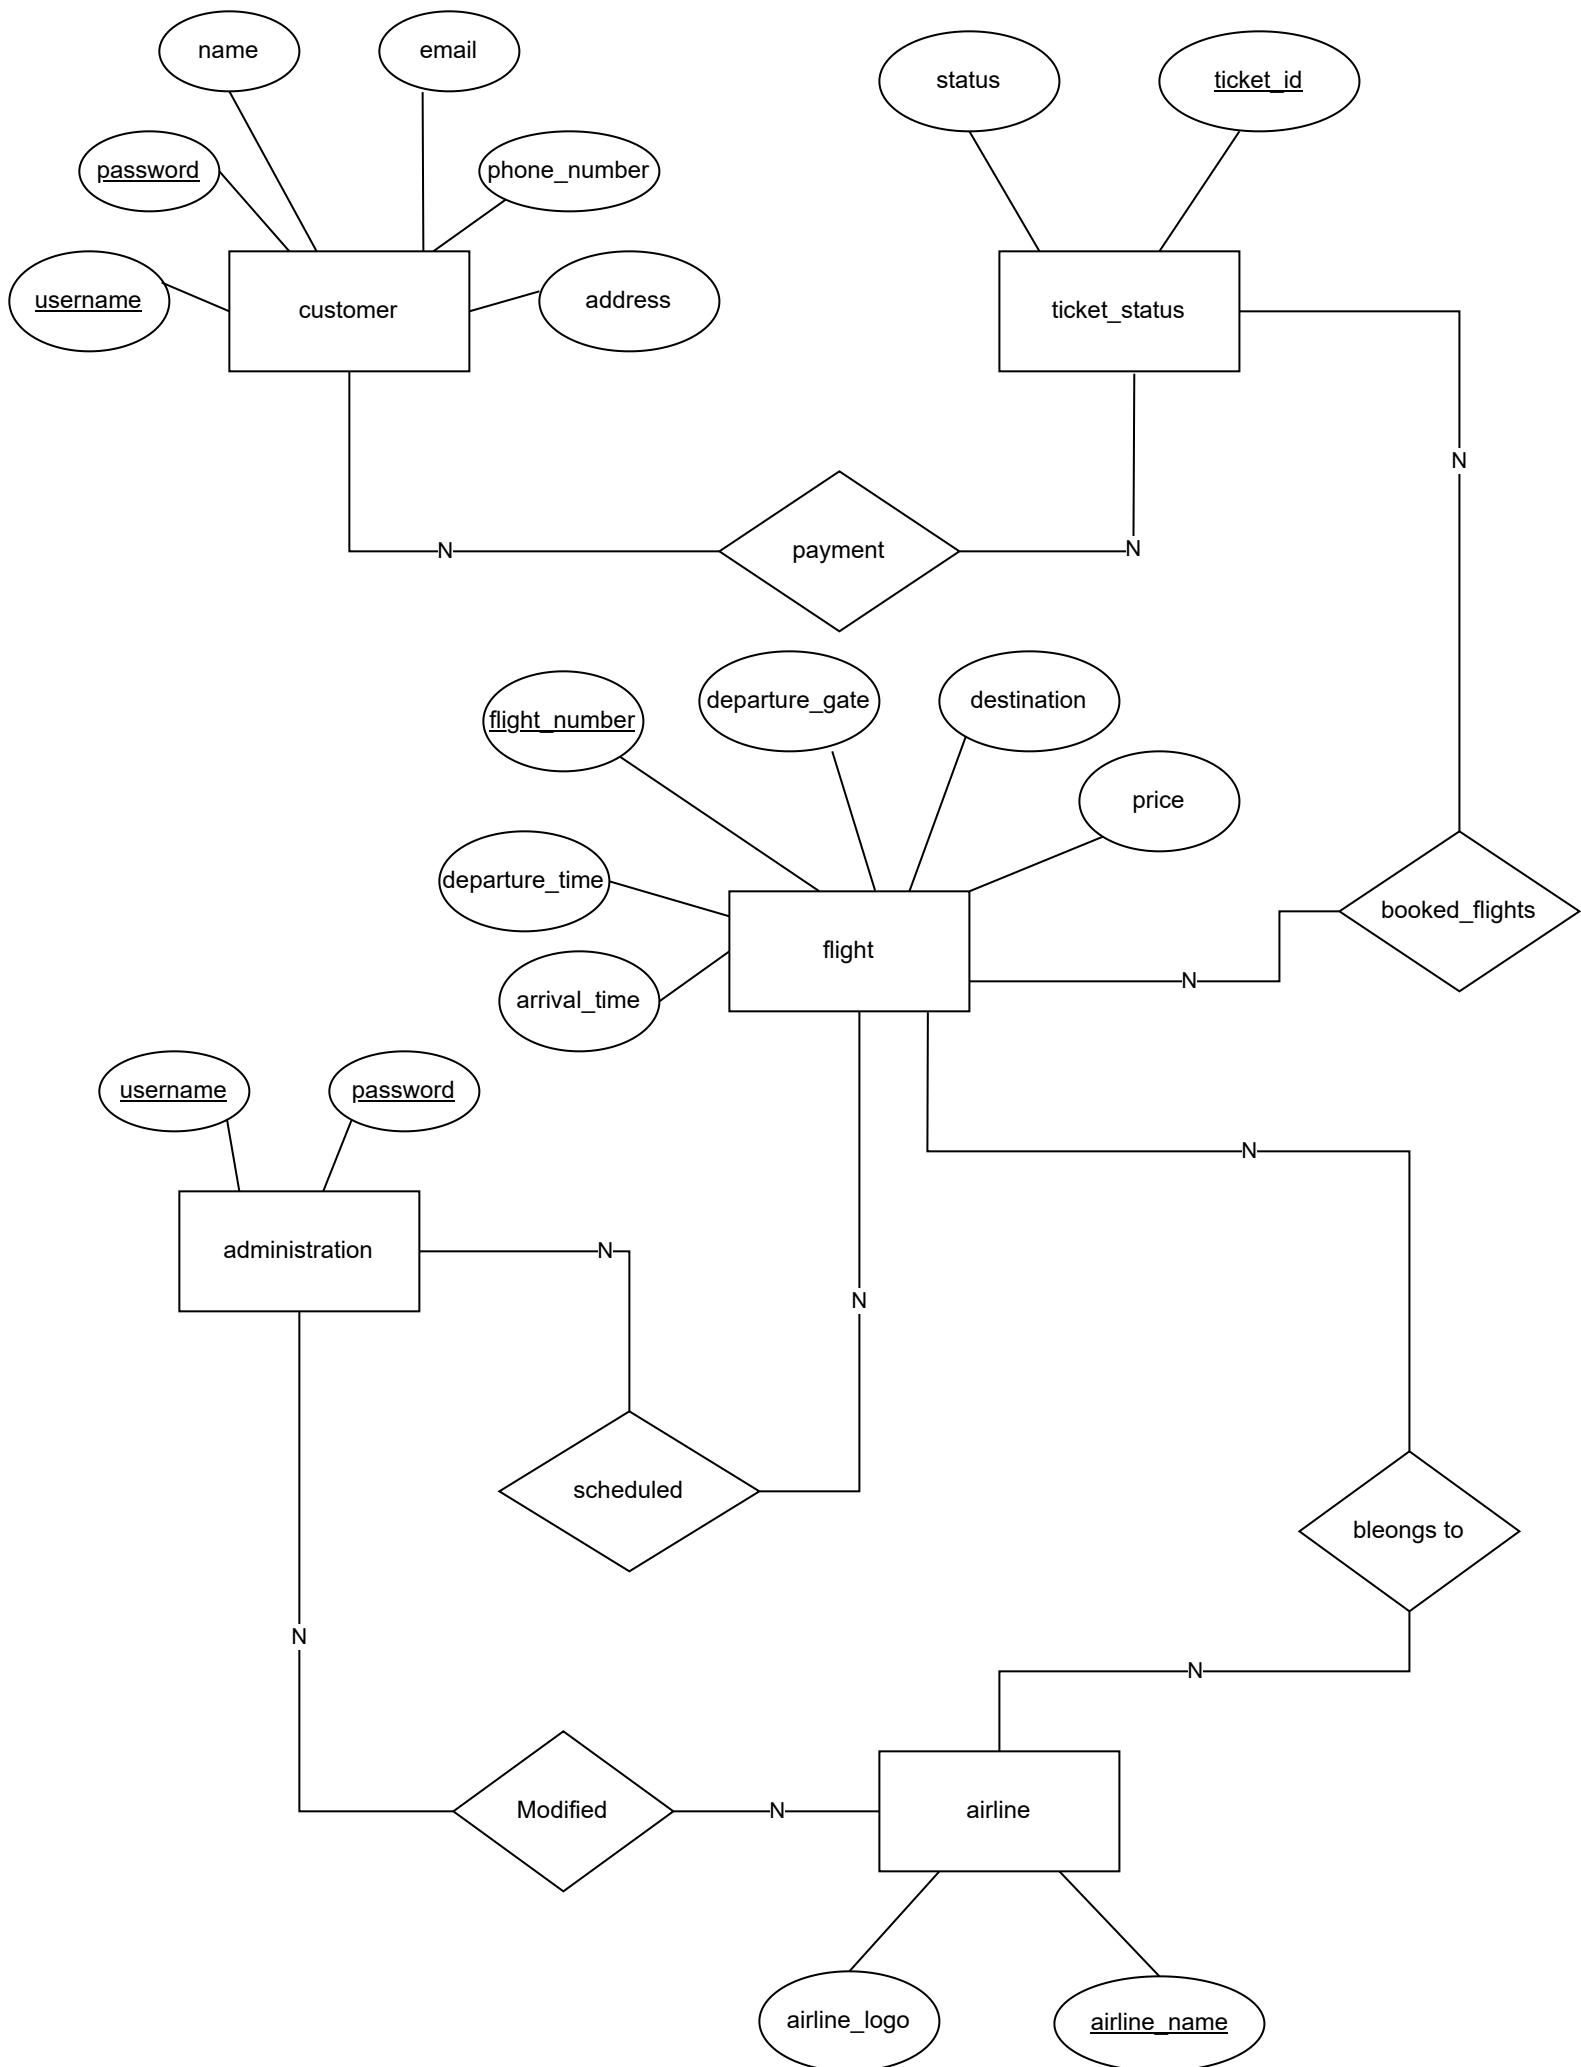 name
email
status
ticket_id
password
phone_number
username
customer
address
ticket_status
N
payment
N
N
flight_number
departure_gate
destination
price
departure_time
flight
booked_flights
N
arrival_time
username
password
N
administration
N
N
scheduled
bleongs to
N
N
Modified
N
airline
airline_logo
airline_name